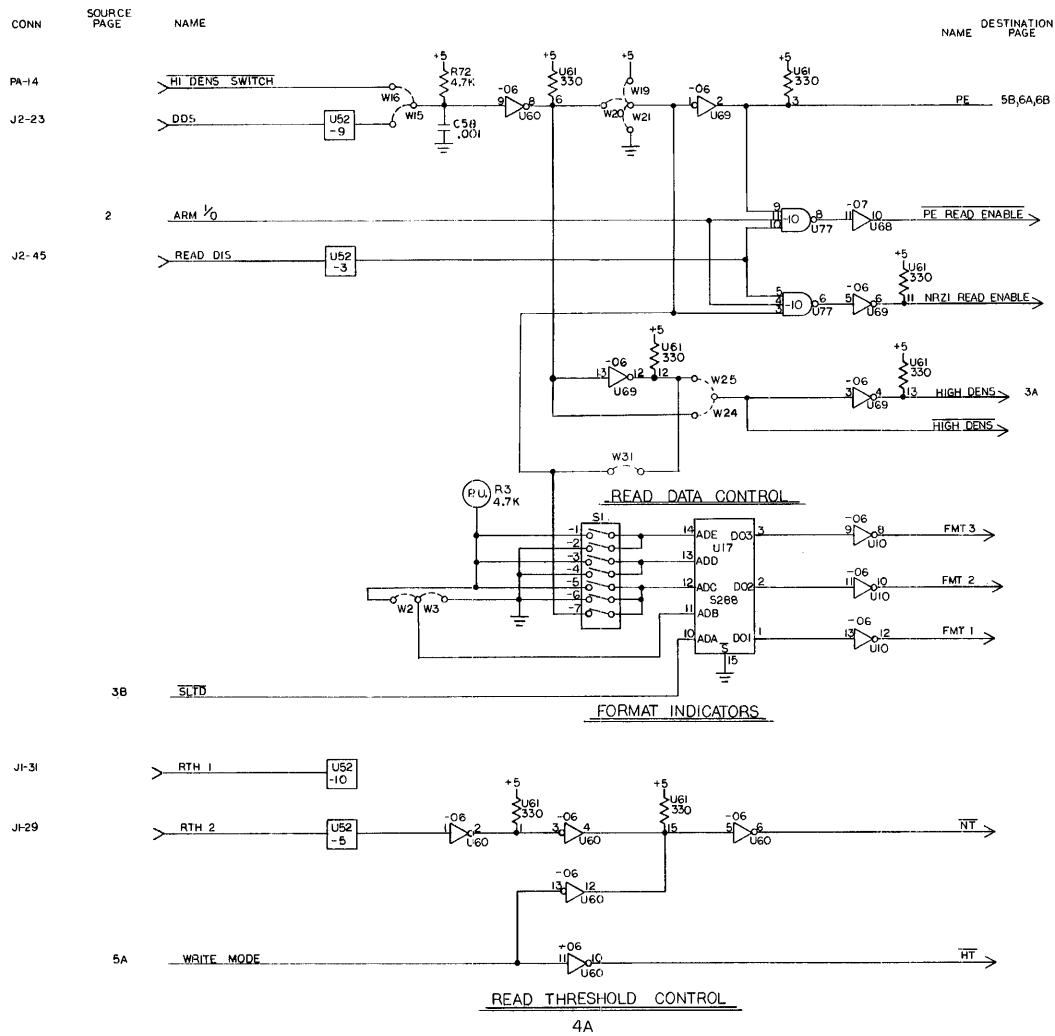 CONN SOURCE PAGE NAME NAME DESTINATION PAGE
PA-14 HI DENS SWITCH
+5
R72
4.7K
+5
U61
330
6
+5
W19
W20
W21
+5
U61
330
13
PE 5B,6A,6B
W16
W15
-06
9 8
U60
-06
1 2
U69
J2-23 DDS
U52
-9
C58
.001
2 ARM 1/0
9
11
10
-10
8
U77
-07
11 10
U68
PE READ ENABLE
J2-45 READ DIS
U52
-3
+5
U61
330
5
4
3
-10
6
U77
-06
5 6
U69
11
NRZ1 READ ENABLE
+5
U61
330
-06
13 12 12
U69
W25
W24
+5
U61
330
-06
3 4
U69
13
HIGH DENS 3A
HIGH DENS
W31
READ DATA CONTROL
P.U. R3
4.7K
S1
-1
-2
-3
-4
-5
-6
-7
W2 W3
14 ADE DO3 3
U17
13 ADD
12 ADC DO2 2
S288
11 ADB
10 ADA DO1 1
S
15
-06
9 8
U10
FMT 3
-06
11 10
U10
FMT 2
-06
13 12
U10
FMT 1
3B SLTD
FORMAT INDICATORS
J1-31 RTH 1
U52
-10
J1-29 RTH 2
U52
-5
-06
1 2
U60
+5
U61
330
1
-06
3 4
U60
+5
U61
330
15
-06
5 6
U60
NT
-06
13 12
U60
5A WRITE MODE
-06
11 10
U60
HT
READ THRESHOLD CONTROL
4A